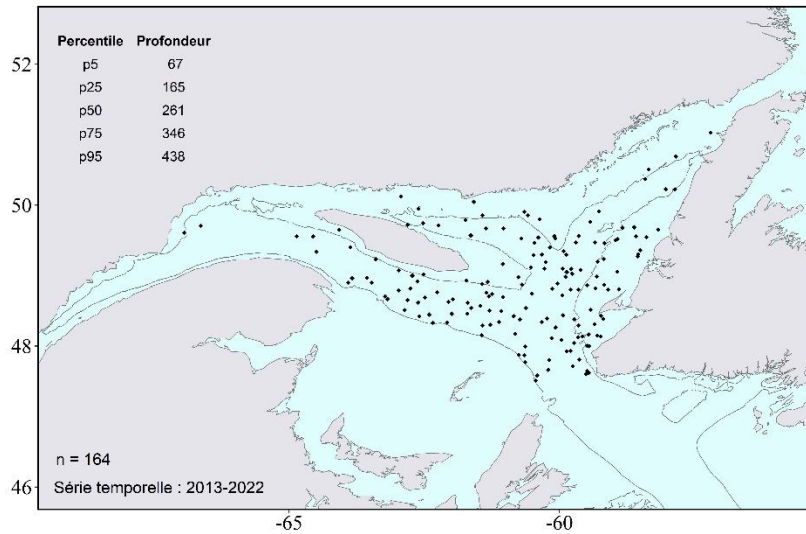 Percentile Profondeur
p5 67
p25 165
p50 261
p75 346
p95 438
52
50
48
46
n = 164
Série temporelle : 2013-2022
-65 -60